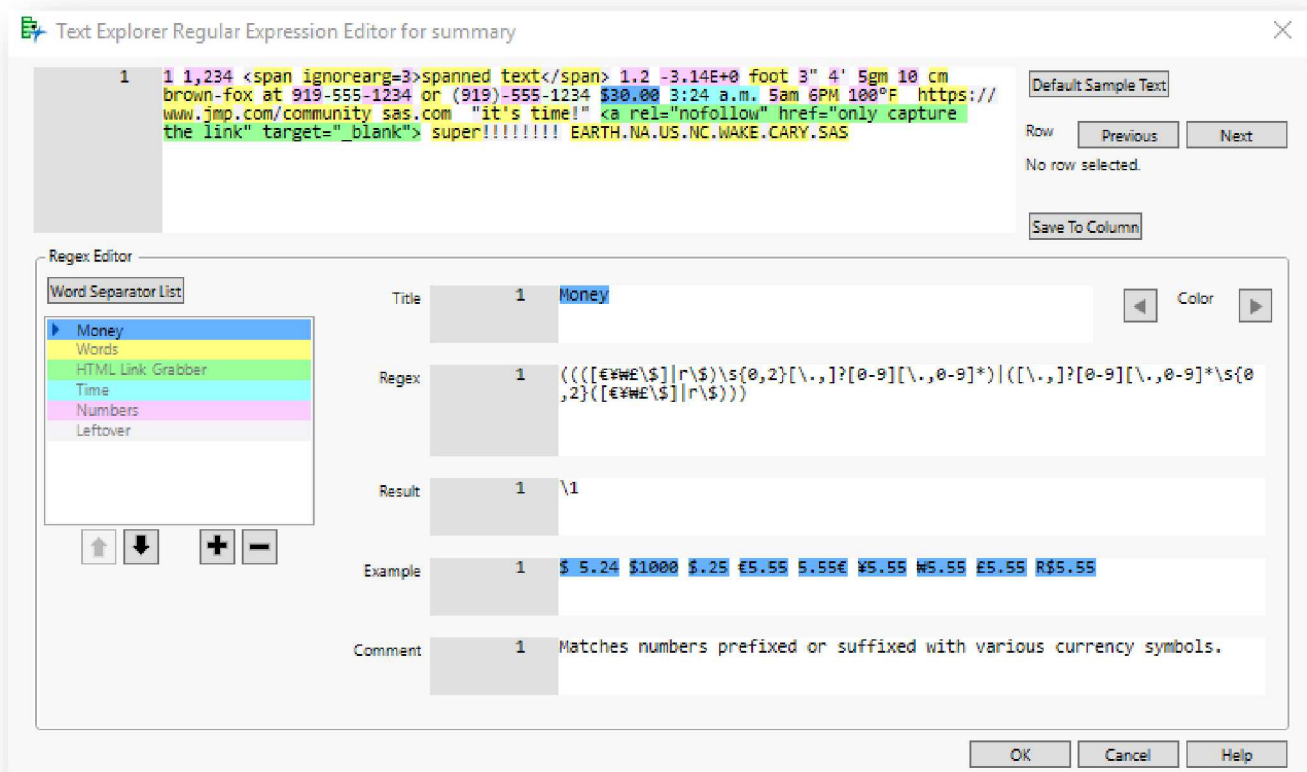 Text Explorer Regular Expression Editor for summary
1 1 1,234 <span ignorearg=3>spanned text</span> 1.2 -3.14E+0 foot 3" 4' 5gm 10 cm
brown-fox at 919-555-1234 or (919)-555-1234 $30.00 3:24 a.m. 5am 6PM 100°F https://
www.jmp.com/community sas.com "it's time!" <a rel="nofollow" href="only capture
the link" target="_blank"> super!!!!!!!! EARTH.NA.US.NC.WAKE.CARY.SAS
Default Sample Text
Row Previous Next
No row selected.
Save To Column
Regex Editor
Word Separator List
Money
Words
HTML Link Grabber
Time
Numbers
Leftover
Title 1 Money
Color
Regex 1 ((([€¥₩£\$]|r\$)\s{0,2}[\.,]?[0-9][\.,0-9]*)|([\.,]?[0-9][\.,0-9]*\s{0
,2}([€¥₩£\$]|r\$)))
Result 1 \1
Example 1 $ 5.24 $1000 $.25 €5.55 5.55€ ¥5.55 ₩5.55 £5.55 R$5.55
Comment 1 Matches numbers prefixed or suffixed with various currency symbols.
OK Cancel Help